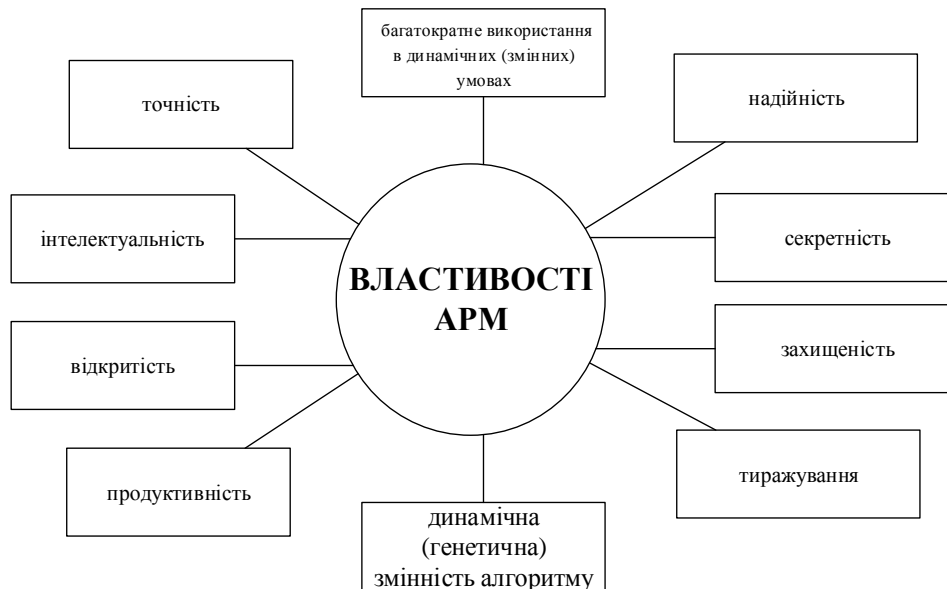 багатократне використання
в динамічних (змінних)
умовах
точність
надійність
інтелектуальність
секретність
ВЛАСТИВОСТІ
АРМ
відкритість
захищеність
продуктивність
тиражування
динамічна
(генетична)
змінність алгоритму